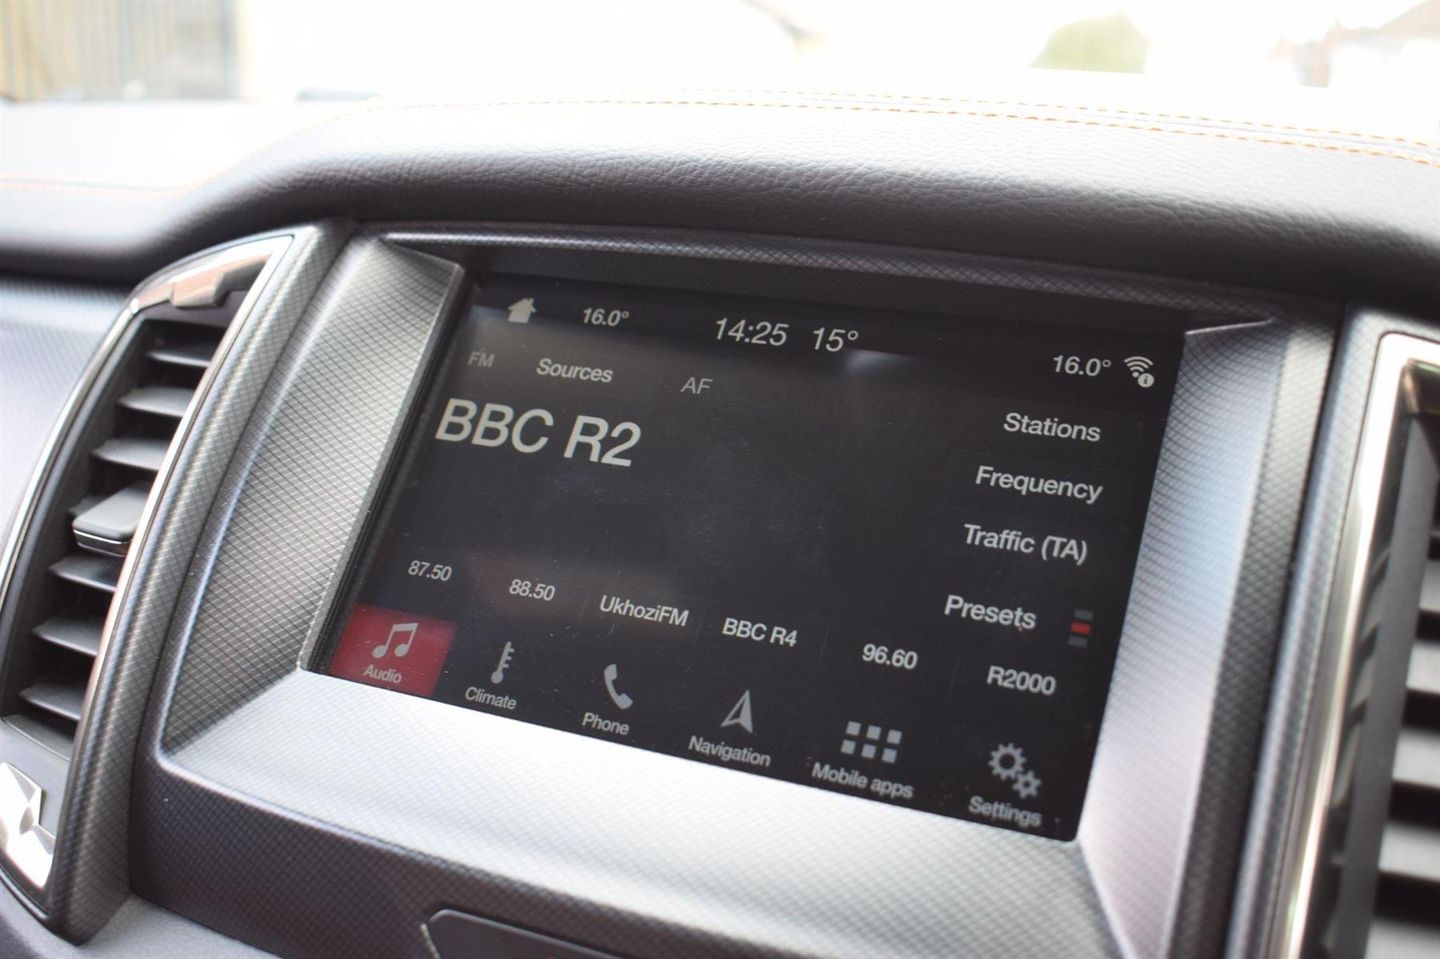 16.0° 14:25 15° 16.0°
FM Sources AF
BBC R2
Stations
Frequency
Traffic (TA)
Presets
87.50 88.50 UkhoziFM BBC R4 96.60 R2000
Audio Climate Phone Navigation Mobile apps Settings